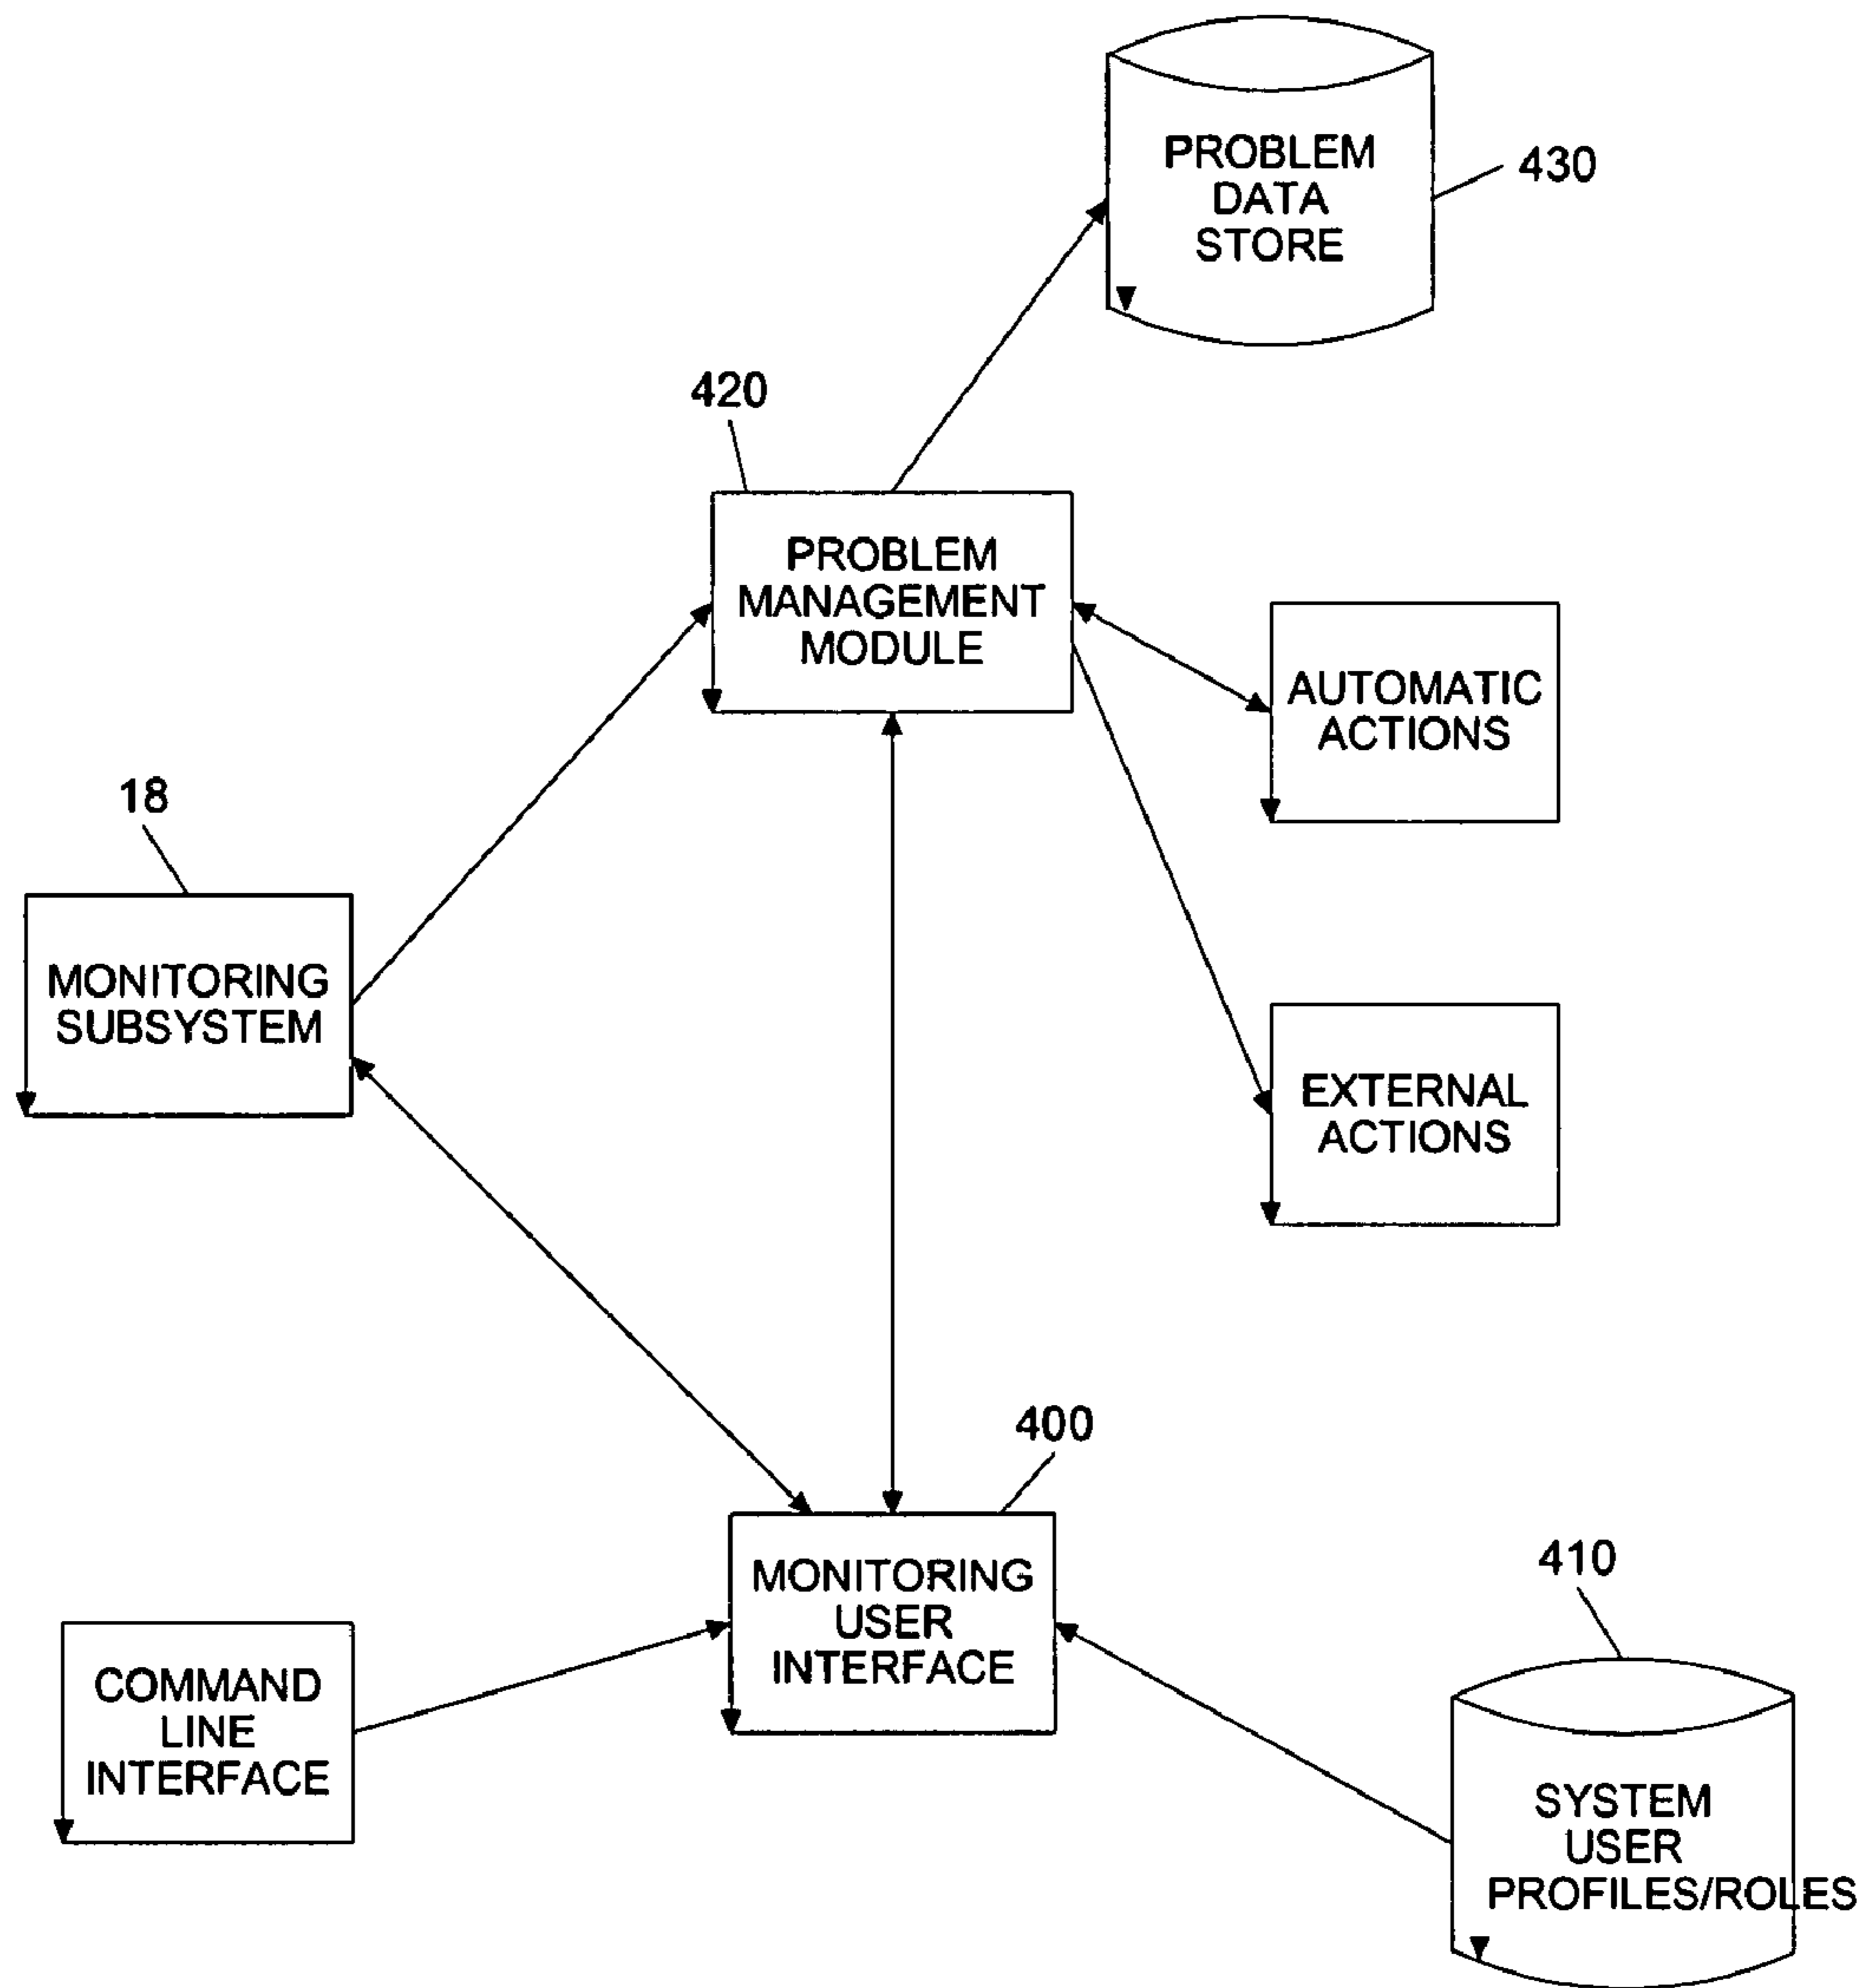 PROBLEM
DATA
STORE
430
420
PROBLEM
MANAGEMENT
MODULE
AUTOMATIC
ACTIONS
18
MONITORING
SUBSYSTEM
EXTERNAL
ACTIONS
400
MONITORING
USER
INTERFACE
410
COMMAND
LINE
INTERFACE
SYSTEM
USER
PROFILES/ROLES